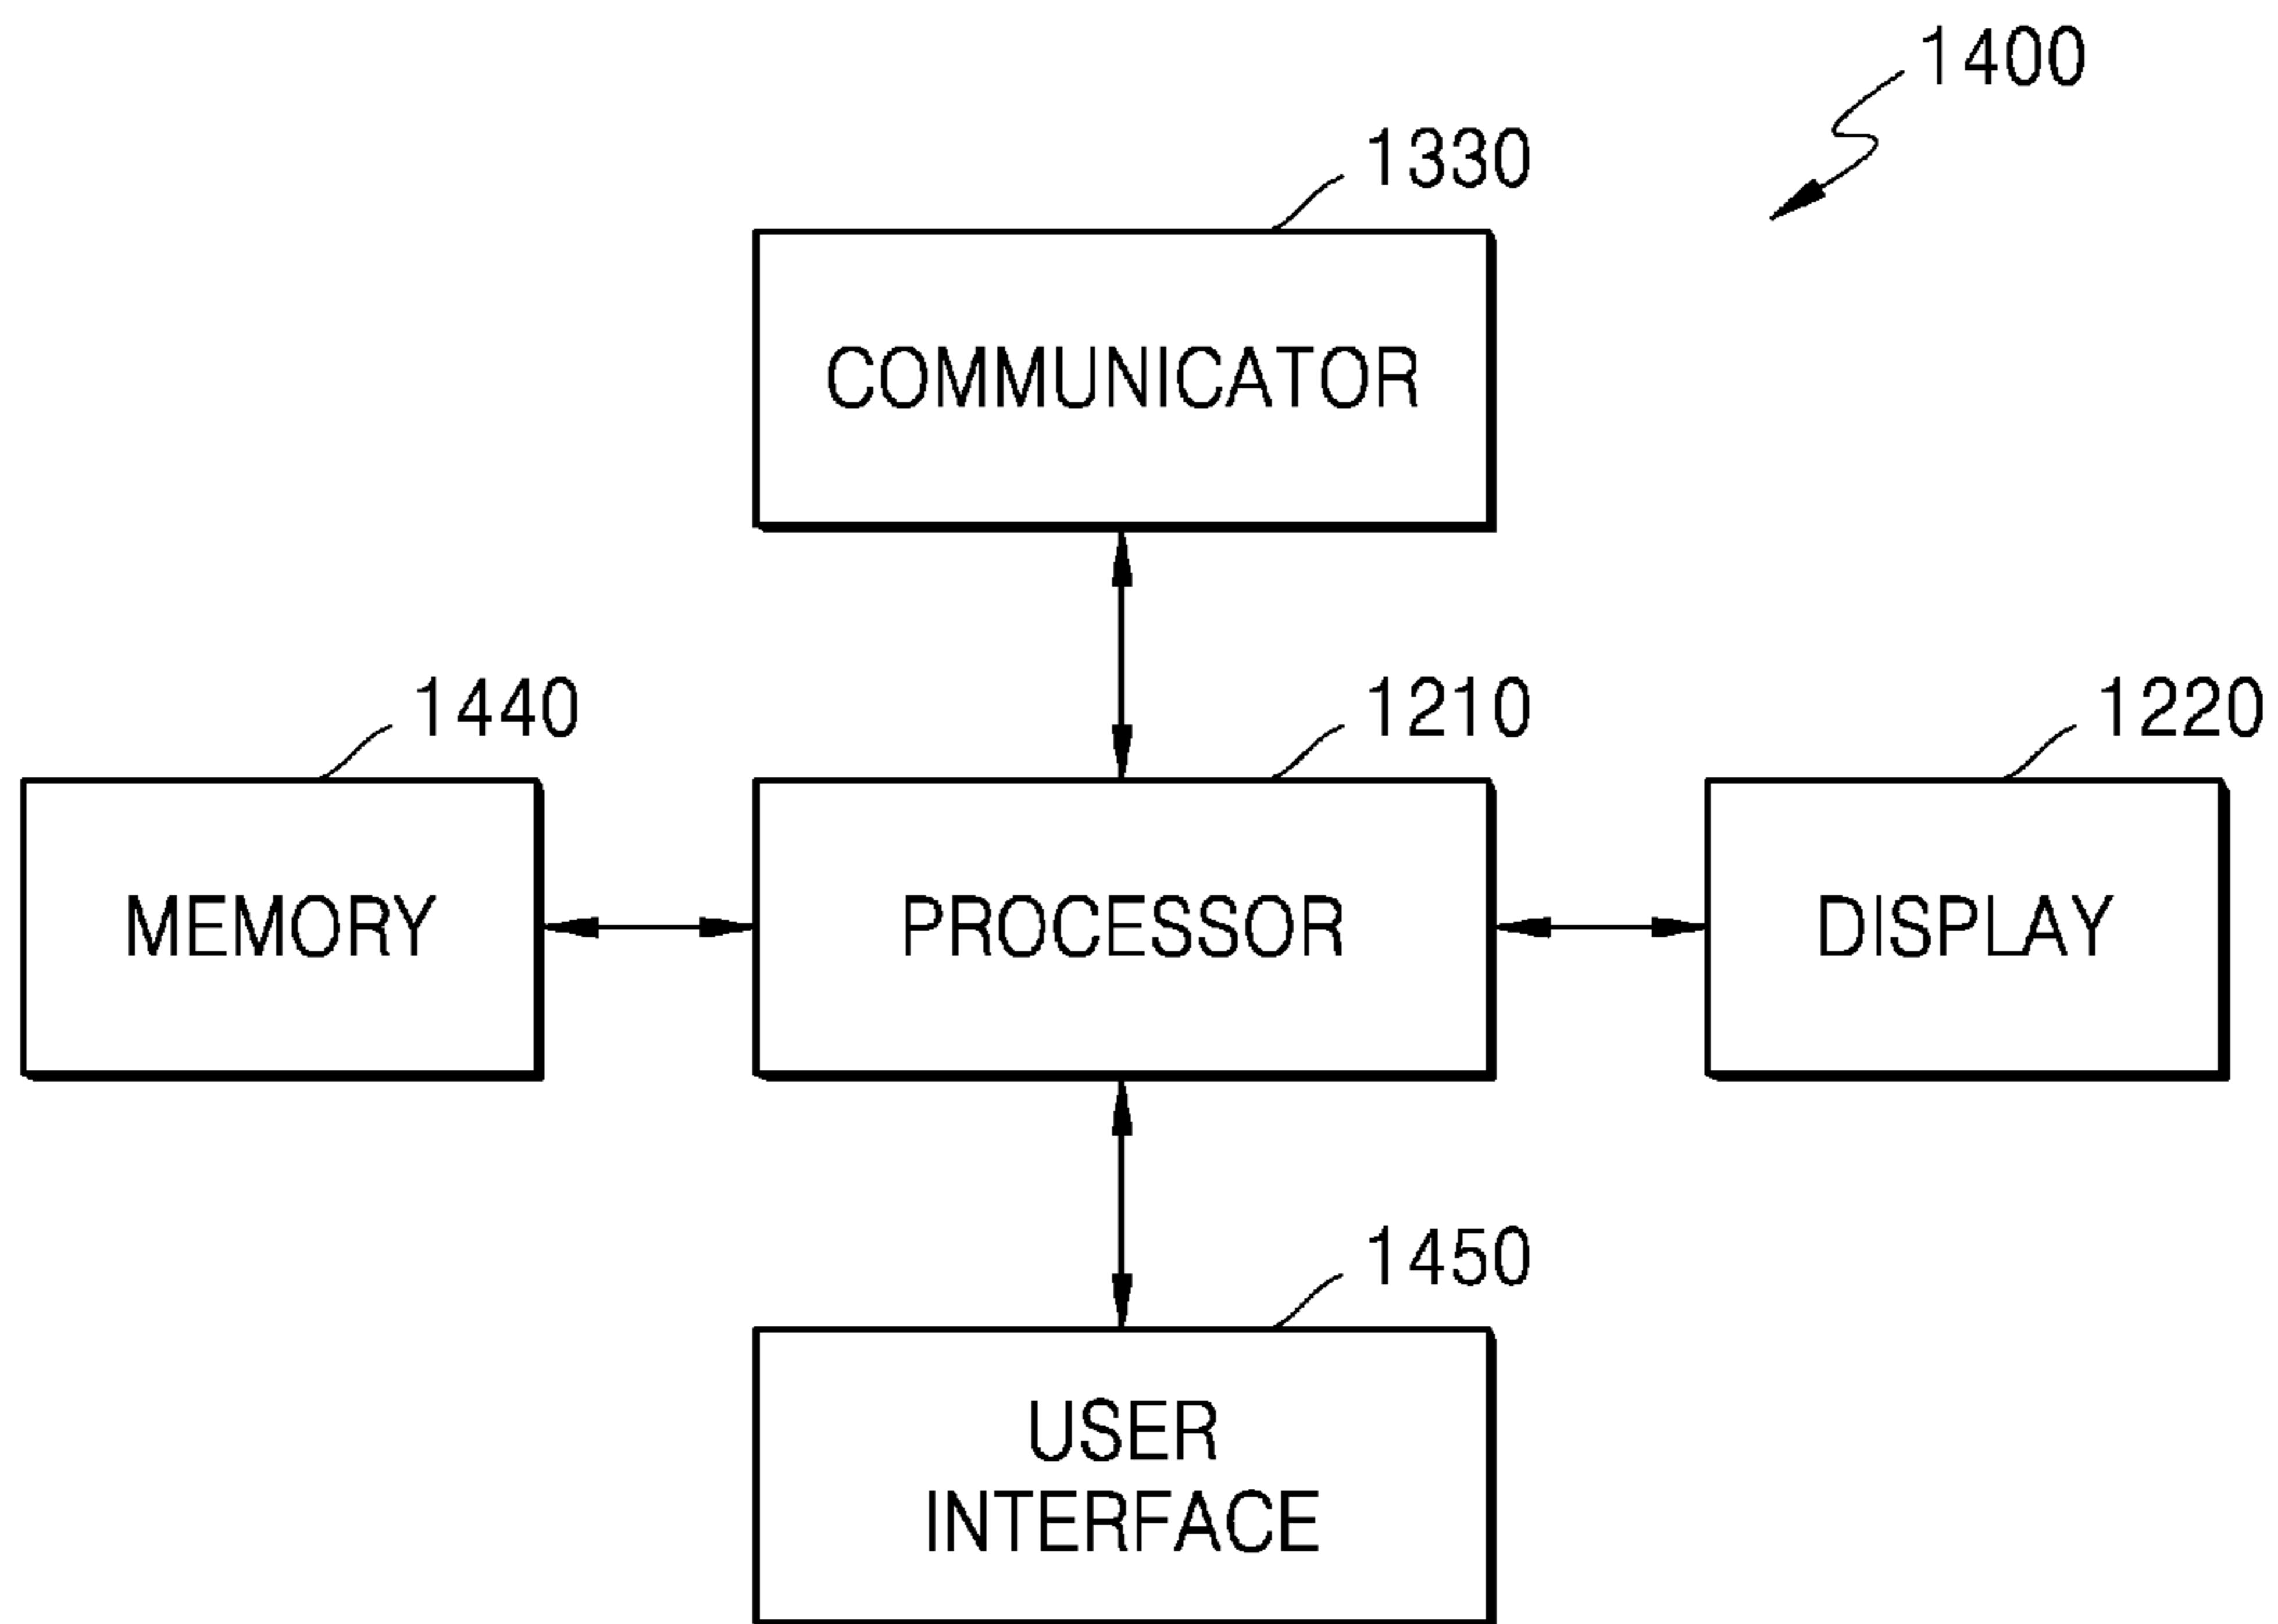 1400
1330
COMMUNICATOR
1440
1210
1220
MEMORY
PROCESSOR
DISPLAY
1450
USER
INTERFACE